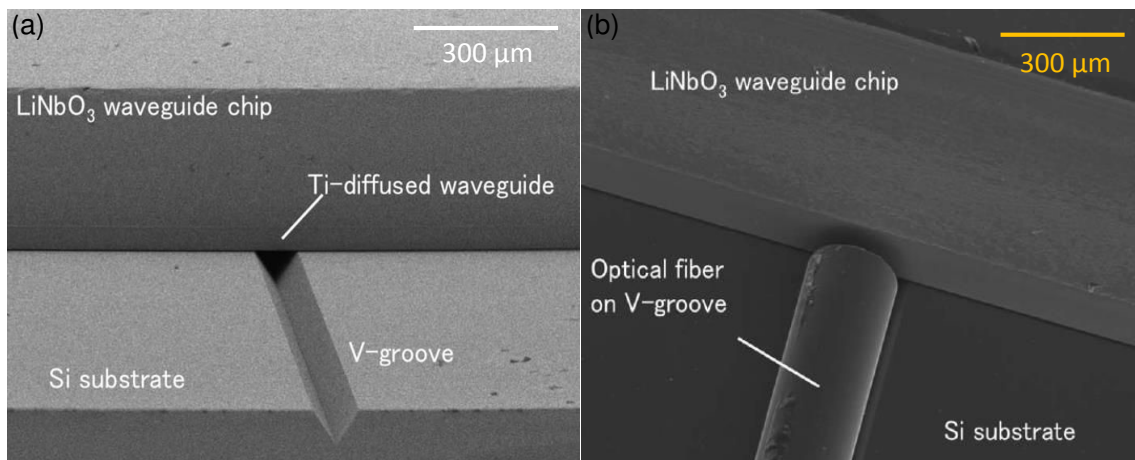 (a)
300 μm
LiNbO₃ waveguide chip
Ti-diffused waveguide
V-groove
Si substrate
(b)
300 μm
LiNbO₃ waveguide chip
Optical fiber
on V-groove
Si substrate